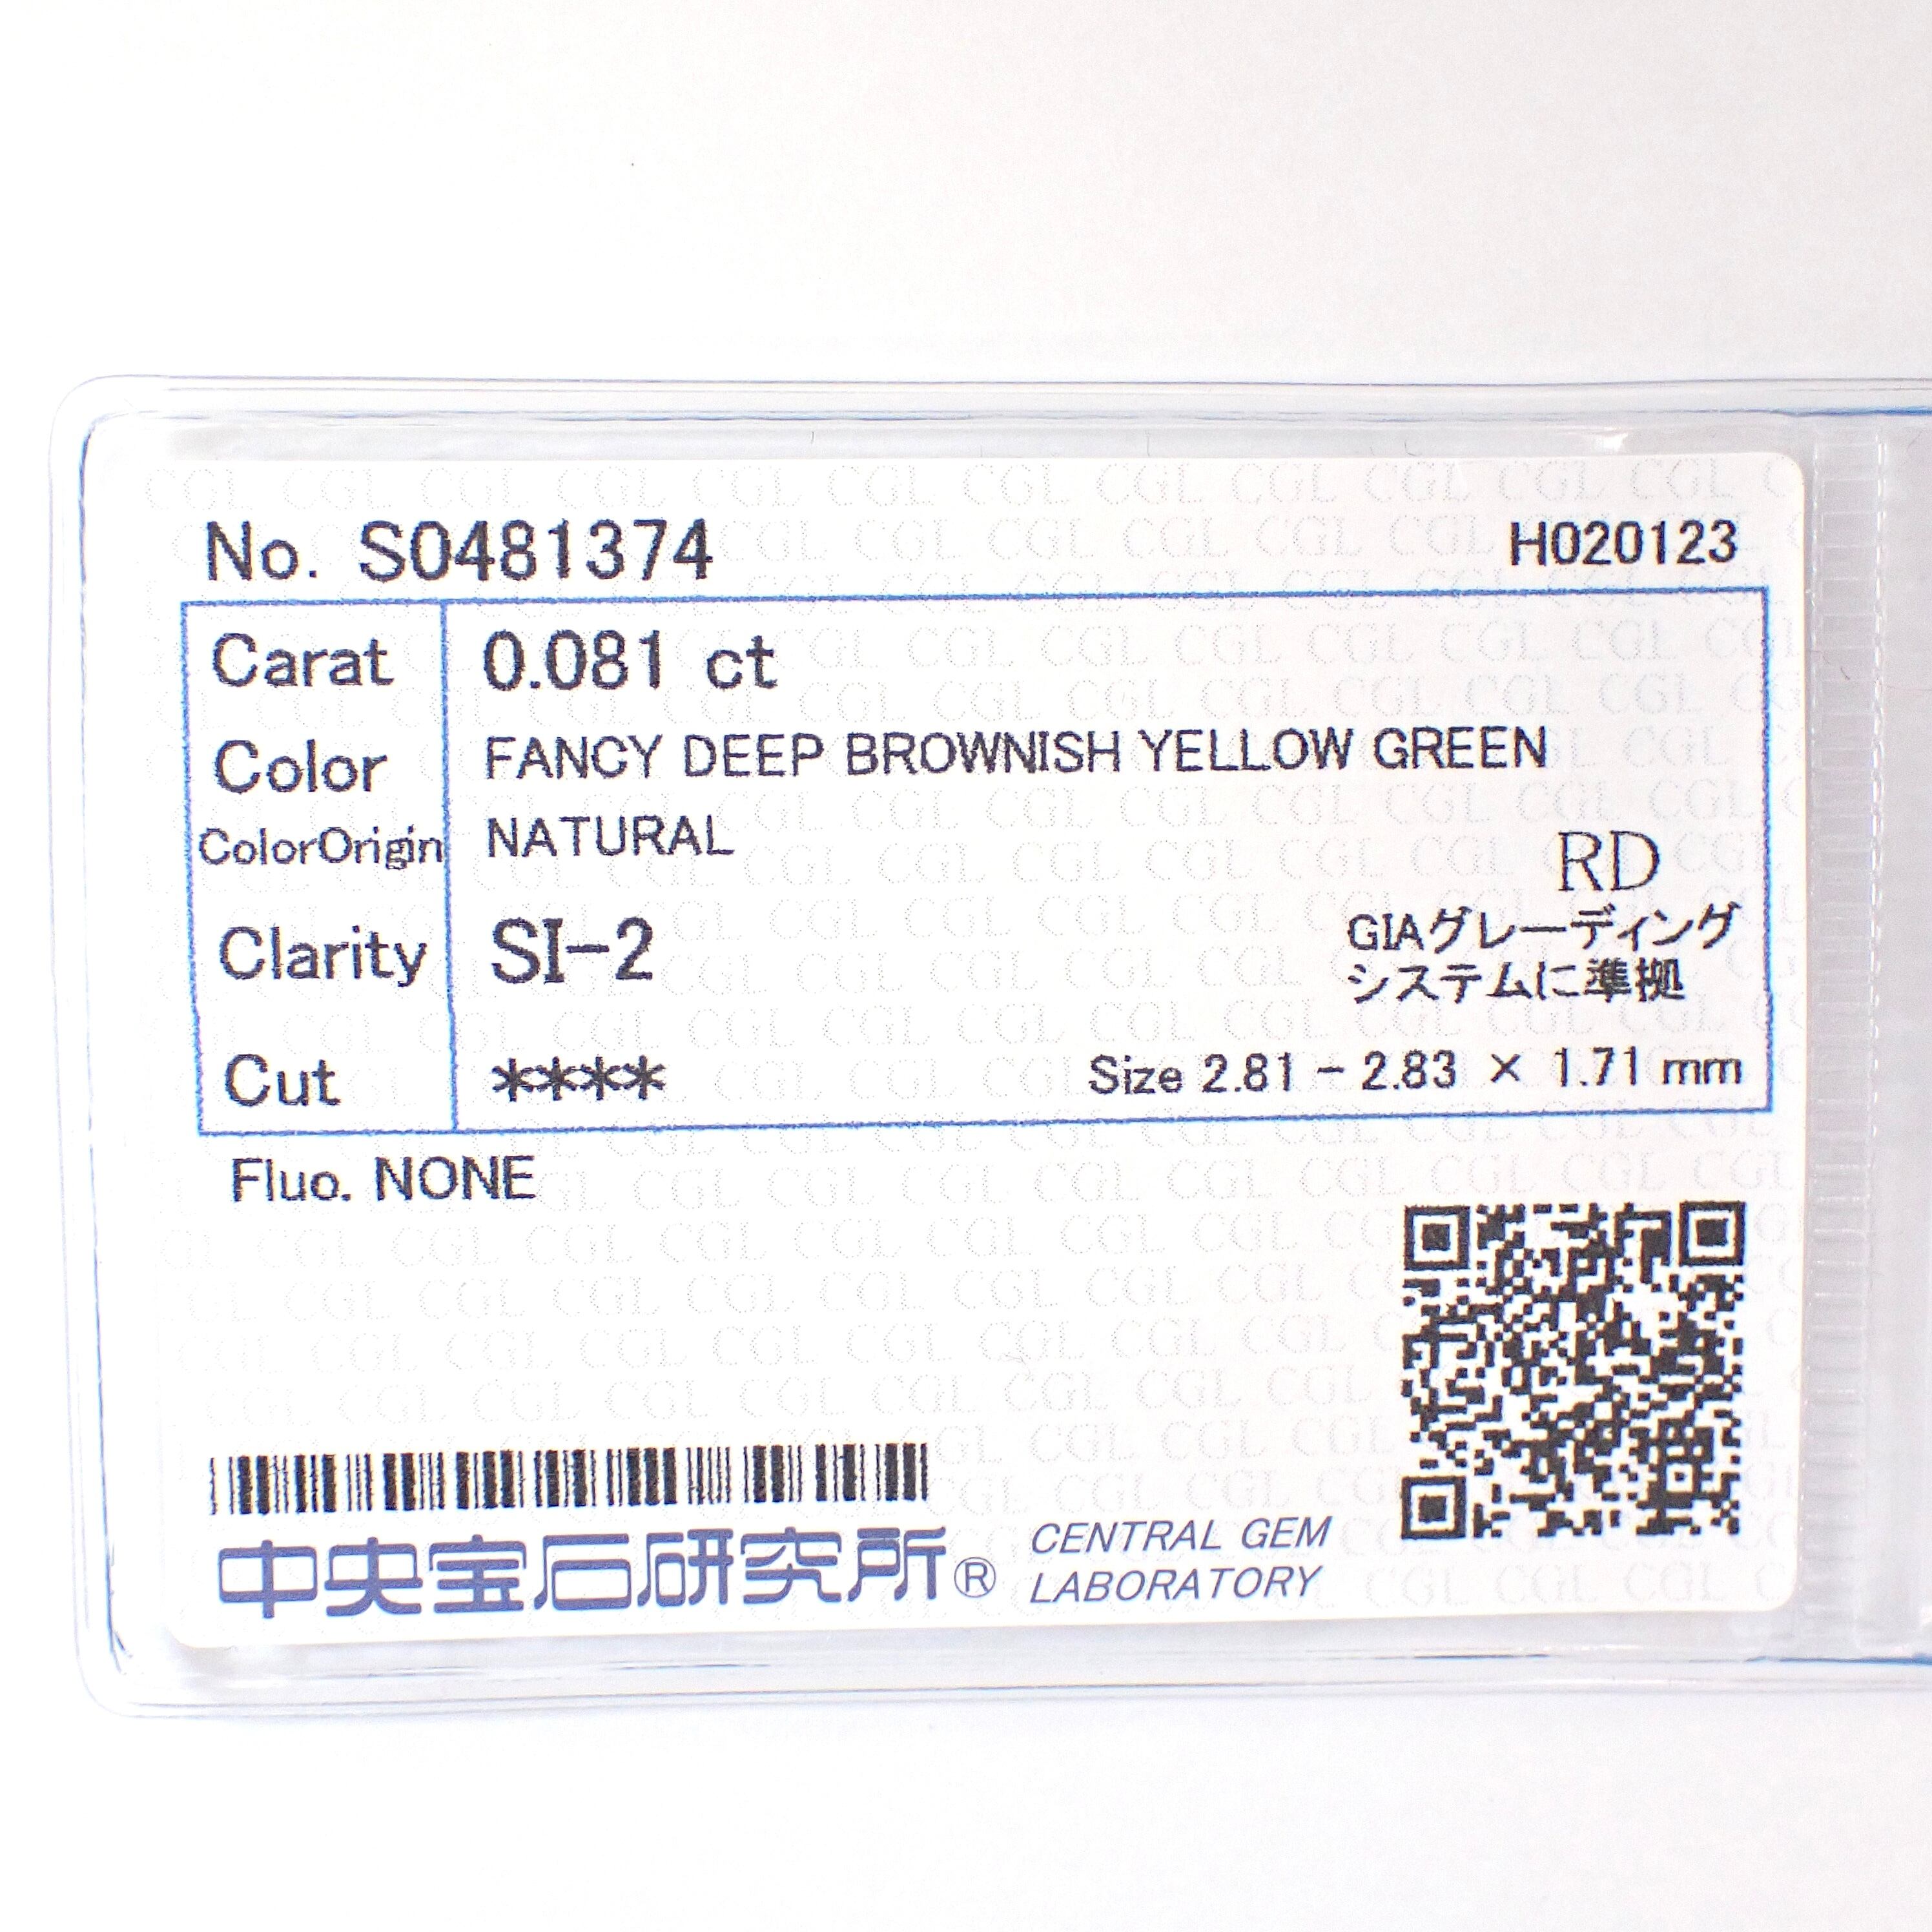 No. S0481374 H020123
Carat 0.081 ct
Color FANCY DEEP BROWNISH YELLOW GREEN
ColorOrigin NATURAL
RD
Clarity SI-2
GIAグレーディング
システムに準拠
Cut **** Size 2.81 - 2.83 × 1.71 mm
Fluo. NONE
中央宝石研究所®
CENTRAL GEM
LABORATORY